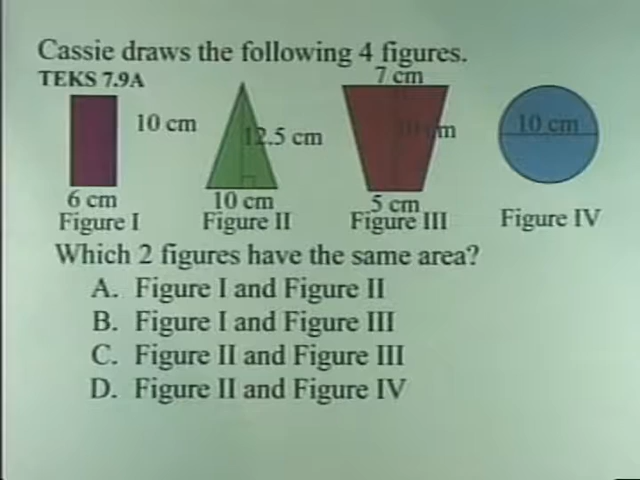 Cassie draws the following 4 figures.
TEKS 7.9A
7 cm
10 cm
12.5 cm
10 cm
10 cm
6 cm
10 cm
5 cm
Figure I
Figure II
Figure III
Figure IV
Which 2 figures have the same area?
A. Figure I and Figure II
B. Figure I and Figure III
C. Figure II and Figure III
D. Figure II and Figure IV